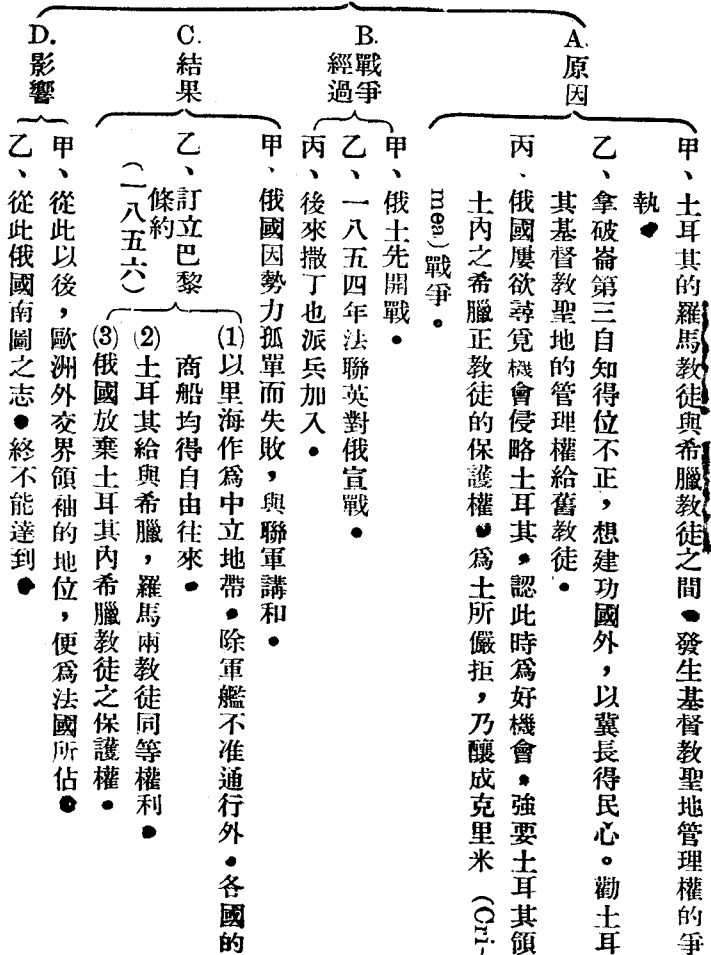 A.原因
甲、土耳其的羅馬教徒與希臘教徒之間●發生基督教聖地管理權的爭
執●
乙、拿破崙第三自知得位不正，想建功國外，以冀長得民心。勸土耳
其基督教聖地的管理權給舊教徒●
丙、俄國屢欲尋覓機會侵略土耳其，認此時爲好機會，強要土耳其領
土內之希臘正教徒的保護權，爲土所嚴拒，乃釀成克里米（Cri-
mea）戰爭●
B.戰爭
經過
甲、俄土先開戰●
乙、一八五四年法聯英對俄宣戰●
丙、後來撒丁也派兵加入●
C.結果
甲、俄國因勢力孤單而失敗，與聯軍講和●
乙、訂立巴黎
條約
（一八五六）
(1)以里海作爲中立地帶，除軍艦不准通行外，各國的
商船均得自由往來●
(2)土耳其給與希臘，羅馬兩教徒同等權利●
(3)俄國放棄土耳其內希臘教徒之保護權●
D.影響
甲、從此以後，歐洲外交界領袖的地位，便爲法國所佔●
乙、從此俄國南圖之志●終不能達到●